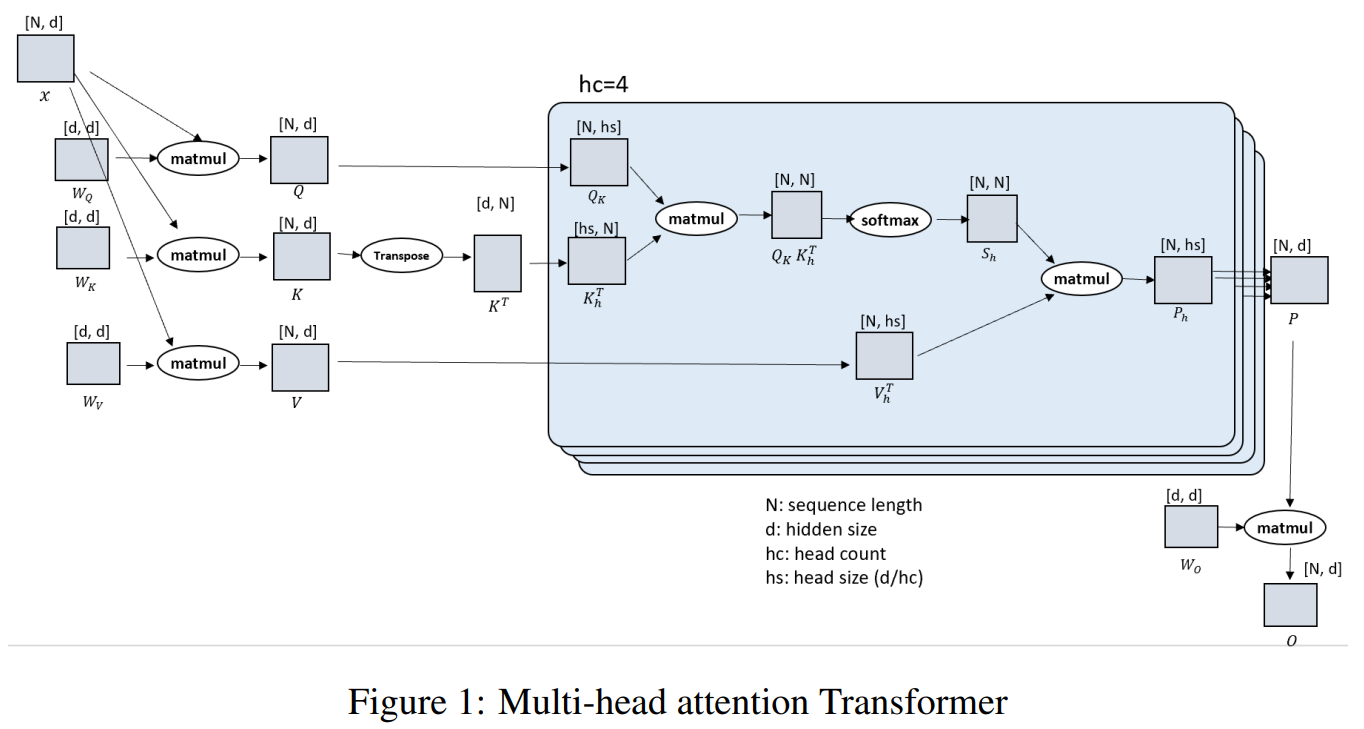 [N, d]
x
[d, d]
W_Q
matmul
[N, d]
Q
[d, d]
W_K
matmul
[N, d]
K
Transpose
[d, N]
K^T
[d, d]
W_V
matmul
[N, d]
V
hc=4
[N, hs]
Q_K
[hs, N]
K_h^T
matmul
[N, N]
Q_K K_h^T
softmax
[N, N]
S_h
[N, hs]
V_h^T
matmul
[N, hs]
P_h
[N, d]
P
N: sequence length
d: hidden size
hc: head count
hs: head size (d/hc)
[d, d]
W_O
matmul
[N, d]
O
Figure 1: Multi-head attention Transformer